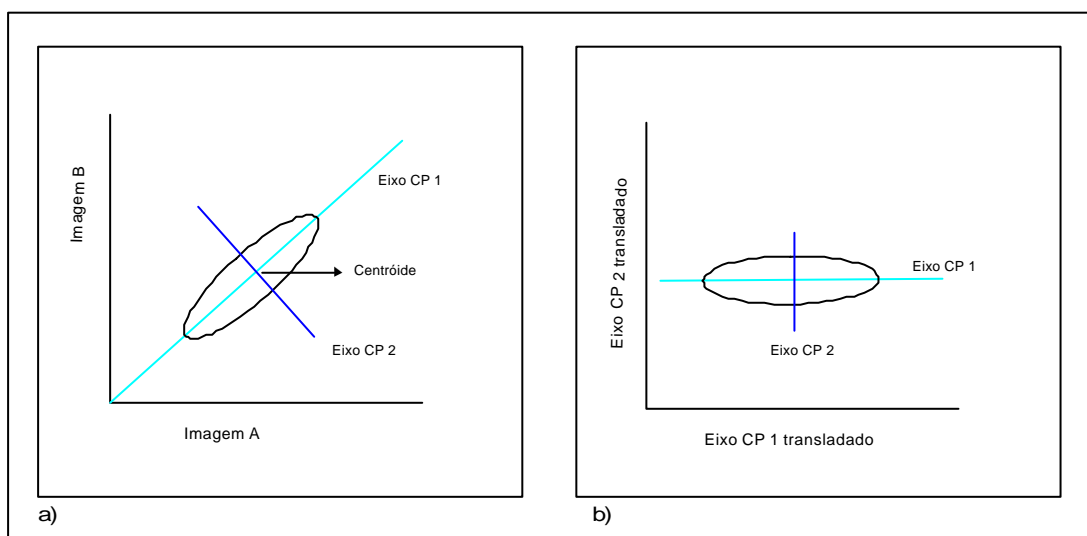 Imagem B
Eixo CP 1
Centróide
Eixo CP 2
Imagem A
a)
Eixo CP 2 transladado
Eixo CP 1
Eixo CP 2
Eixo CP 1 transladado
b)